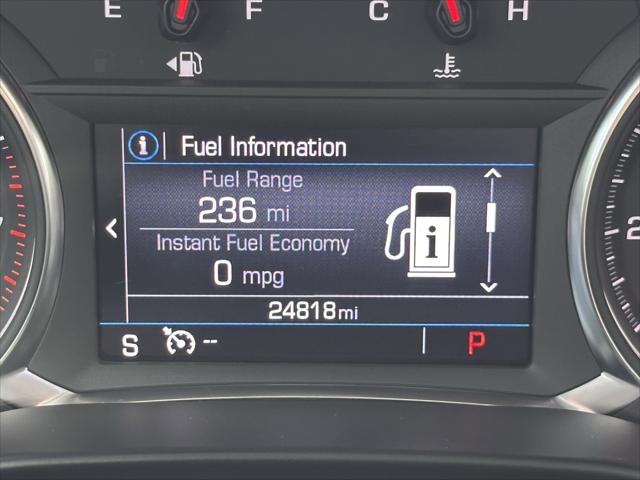 E F C H
Fuel Information
Fuel Range
236 mi
Instant Fuel Economy
0 mpg
24818mi
S -- P